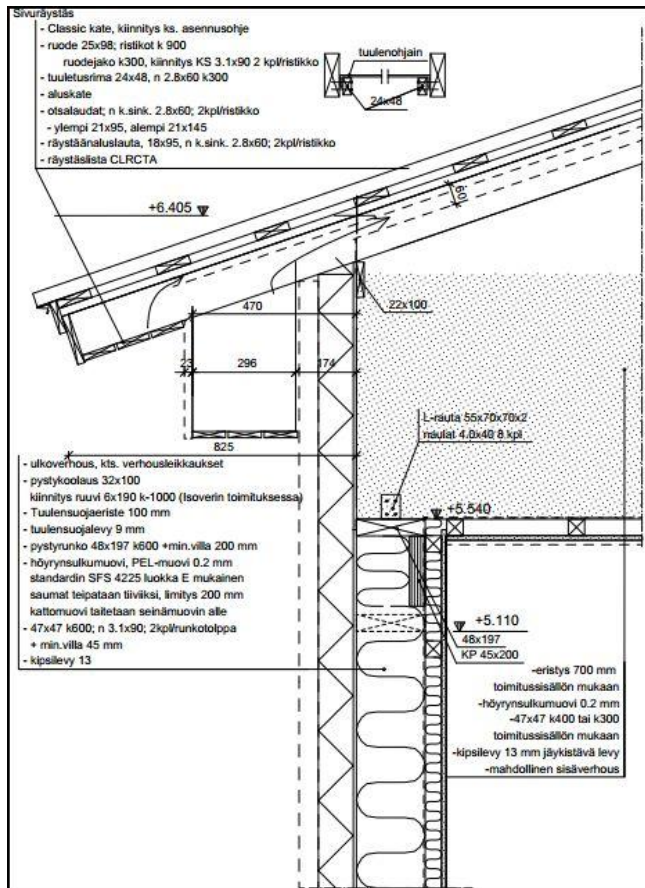 Sivuräystäs
- Classic kate, kiinnitys ks. asennusohje
- ruode 25x98; ristikot k 900
ruodejako k300, kiinnitys KS 3.1x90 2 kpl/ristikko
- tuuletusrima 24x48, n 2.8x60 k300
- aluskate
- otsalaudat; n k.sink. 2.8x60; 2kpl/ristikko
- ylempi 21x95, alempi 21x145
- räystäänaluslauta, 18x95, n k.sink. 2.8x60; 2kpl/ristikko
- räystäslista CLRCTA
tuulenohjain
24x48
+6.405
60
22x100
470
23
296
174
825
L-rauta 55x70x70x2
naulat 4.0x40 8 kpl
+5.540
- ulkoverhous, kts. verhousleikkaukset
- pystykoolaus 32x100
kiinnitys ruuvi 6x190 k-1000 (Isoverin toimituksessa)
- Tuulensuojaeriste 100 mm
- tuulensuojalevy 9 mm
- pystyrunko 48x197 k600 +min.villa 200 mm
- höyrynsulkumuovi, PEL-muovi 0.2 mm
standardin SFS 4225 luokka E mukainen
saumat teipataan tiiviiksi, limitys 200 mm
kattomuovi taitetaan seinämuovin alle
- 47x47 k600; n 3.1x90; 2kpl/runkotolppa
+ min.villa 45 mm
- kipsilevy 13
+5.110
48x197
KP 45x200
-eristys 700 mm
toimitussisällön mukaan
-höyrynsulkumuovi 0.2 mm
-47x47 k400 tai k300
toimitussisällön mukaan
-kipsilevy 13 mm jäykistävä levy
-mahdollinen sisäverhous